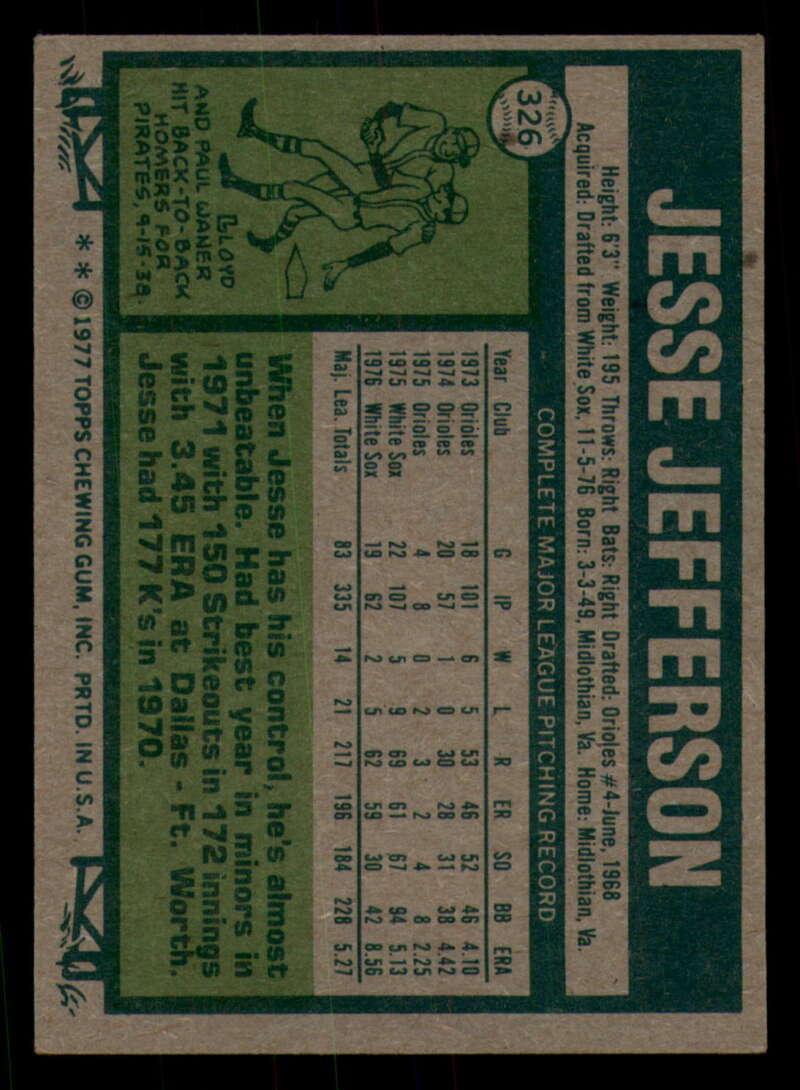 326
JESSE JEFFERSON
Height: 6'3" Weight: 195 Throws: Right Bats: Right Drafted: Orioles #4-June, 1968
Acquired: Drafted from White Sox, 11-5-76 Born: 3-3-49, Midlothian, Va. Home: Midlothian, Va.
COMPLETE MAJOR LEAGUE PITCHING RECORD
Year Club G IP W L R ER SO BB ERA
1973 Orioles 18 101 6 5 53 46 52 46 4.10
1974 Orioles 20 57 1 0 30 28 31 38 4.42
1975 Orioles 4 8 0 2 3 2 4 8 2.25
1975 White Sox 22 107 5 9 69 61 67 94 5.13
1976 White Sox 19 62 2 5 62 59 30 42 8.56
Maj. Lea. Totals 83 335 14 21 217 196 184 228 5.27
LLOYD
AND PAUL WANER
HIT BACK-TO-BACK
HOMERS FOR
PIRATES, 9-15-38.
When Jesse has his control, he's almost
unbeatable. Had best year in minors in
1971 with 150 Strikeouts in 172 innings
with 3.45 ERA at Dallas - Ft. Worth.
Jesse had 177 K's in 1970.
* * © 1977 TOPPS CHEWING GUM, INC. PRTD. IN U.S.A.